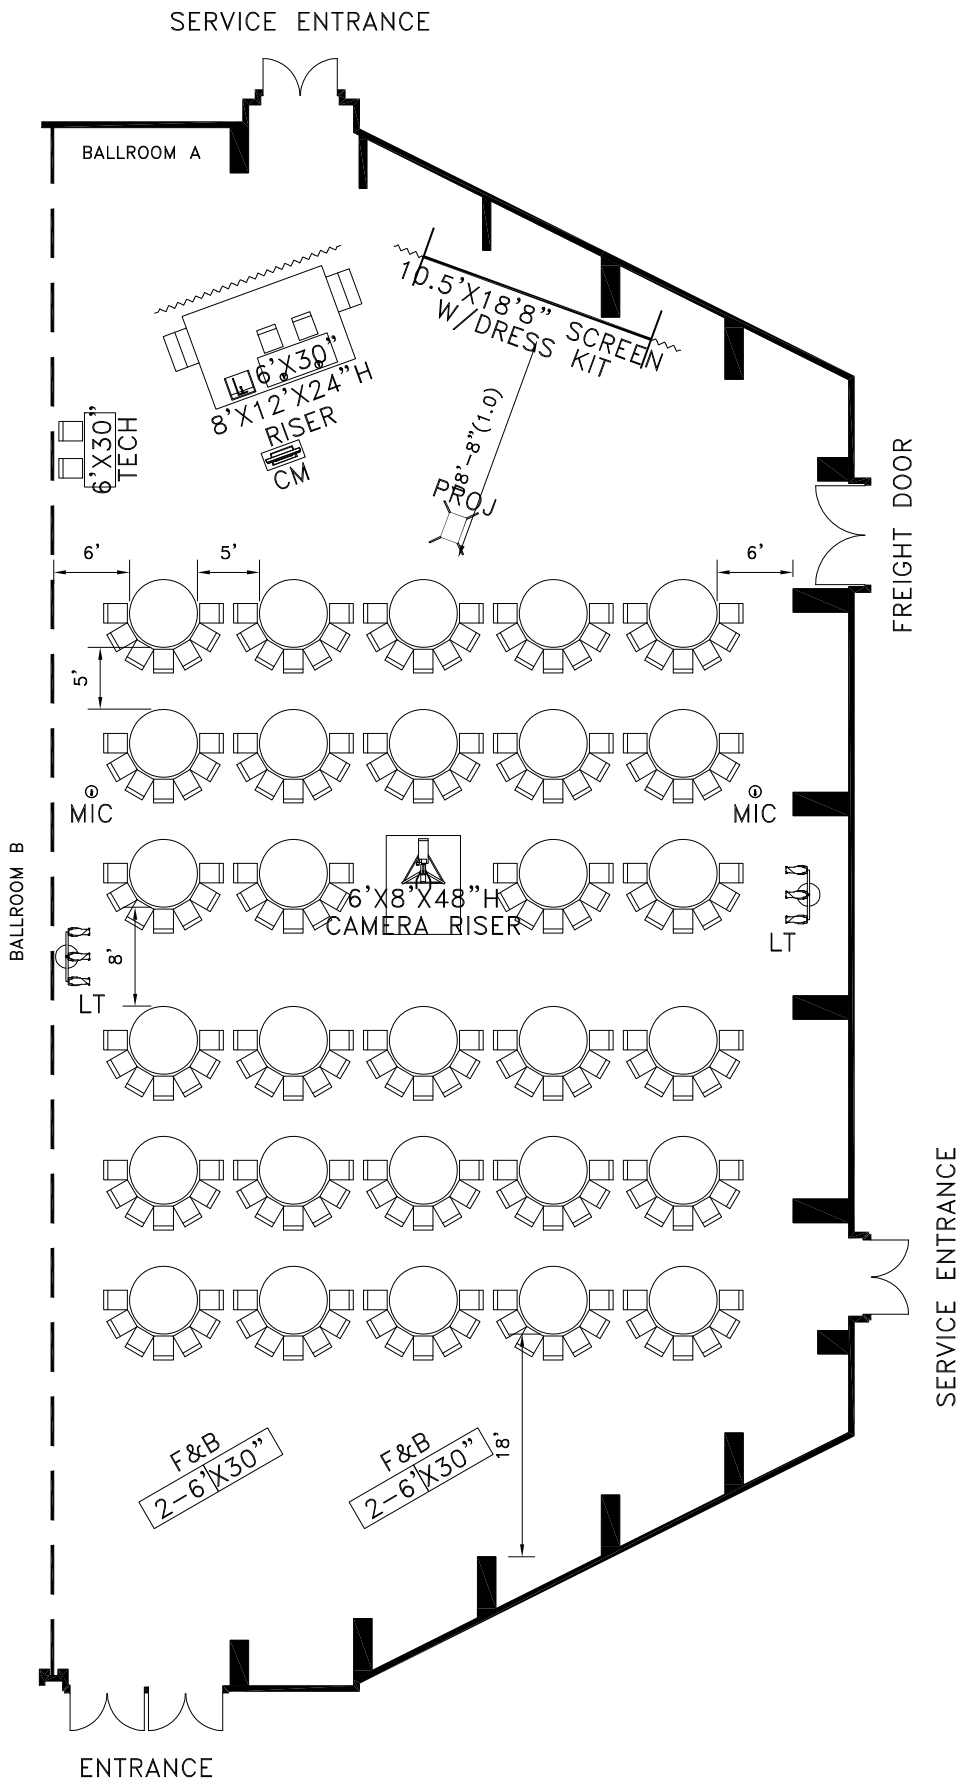 SERVICE ENTRANCE
BALLROOM A
10.5'X18'8" SCREEN
W/DRESS KIT
6'X30"
8'X12'X24"H
RISER
CM
6'X30"
TECH
18'-8"(1.0)
PROJ
FREIGHT DOOR
6'
5'
6'
5'
MIC
MIC
BALLROOM B
6'X8'X48"H
CAMERA RISER
LT
8'
LT
SERVICE ENTRANCE
F&B
2-6'X30"
F&B
2-6'X30"
18'
ENTRANCE